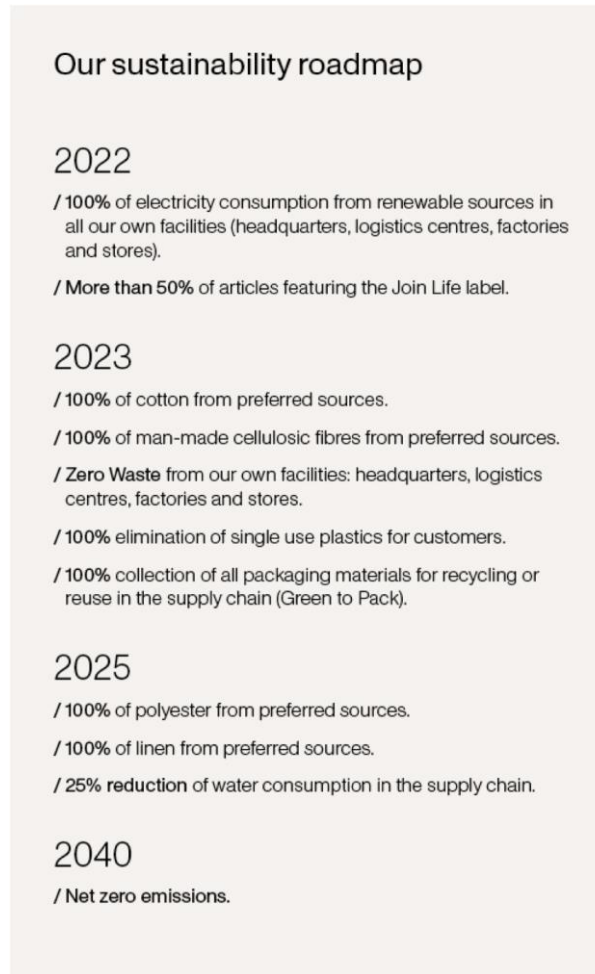 Our sustainability roadmap
2022
/ 100% of electricity consumption from renewable sources in
all our own facilities (headquarters, logistics centres, factories
and stores).
/ More than 50% of articles featuring the Join Life label.
2023
/ 100% of cotton from preferred sources.
/ 100% of man-made cellulosic fibres from preferred sources.
/ Zero Waste from our own facilities: headquarters, logistics
centres, factories and stores.
/ 100% elimination of single use plastics for customers.
/ 100% collection of all packaging materials for recycling or
reuse in the supply chain (Green to Pack).
2025
/ 100% of polyester from preferred sources.
/ 100% of linen from preferred sources.
/ 25% reduction of water consumption in the supply chain.
2040
/ Net zero emissions.